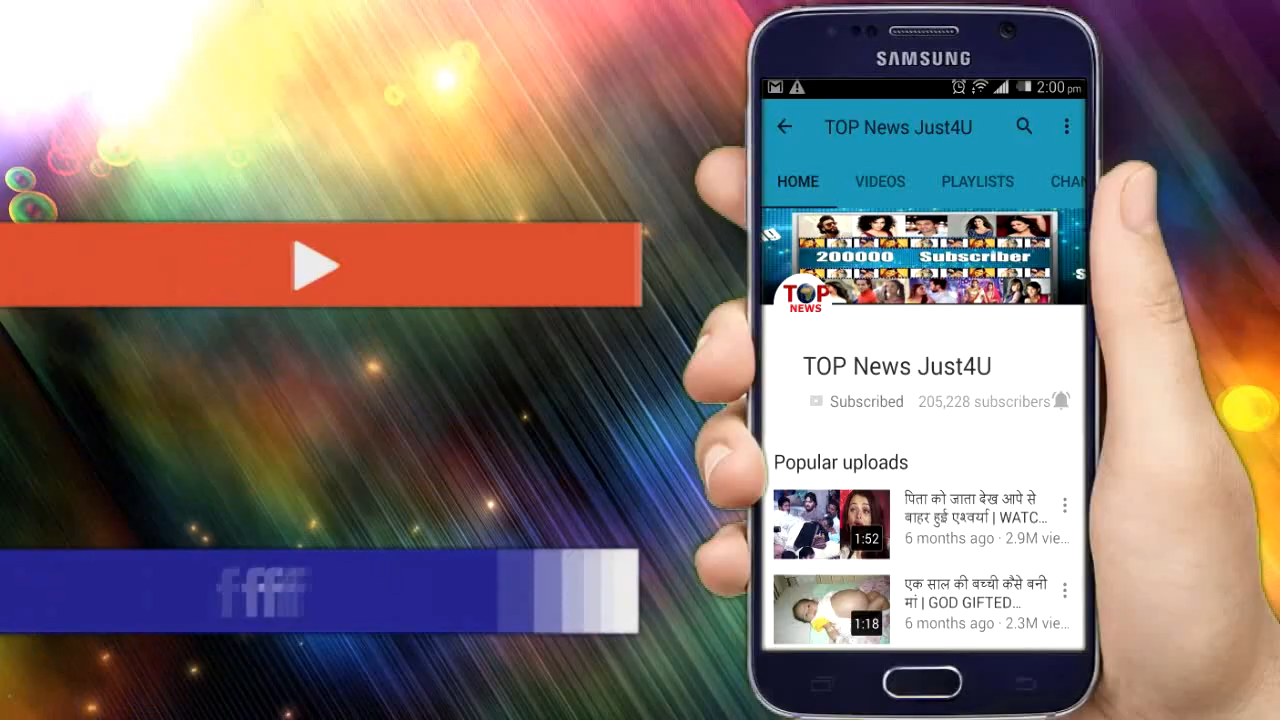 SAMSUNG
2:00 pm
TOP News Just4U
HOME VIDEOS PLAYLISTS CHAN
200000 Subscriber
TOP
NEWS
TOP News Just4U
Subscribed 205,228 subscribers
Popular uploads
पिता को जाता देख आपे से
बाहर हुई एश्वर्या | WATC...
6 months ago · 2.9M vie...
1:52
एक साल की बच्ची कैसे बनी
मां | GOD GIFTED...
6 months ago · 2.3M vie...
1:18